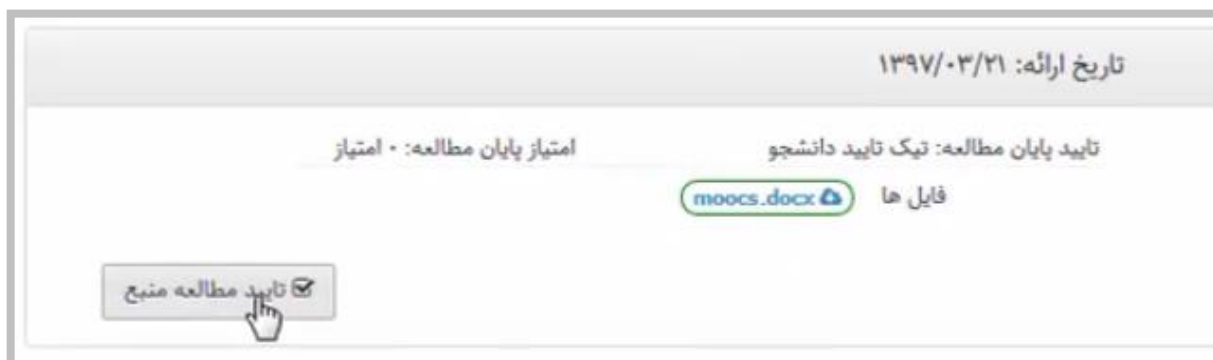 تاریخ ارائه: ۱۳۹۷/۰۳/۲۱
تایید پایان مطالعه: تیک تایید دانشجو امتیاز پایان مطالعه: ۰ امتیاز
فایل ها moocs.docx
تایید مطالعه منبع